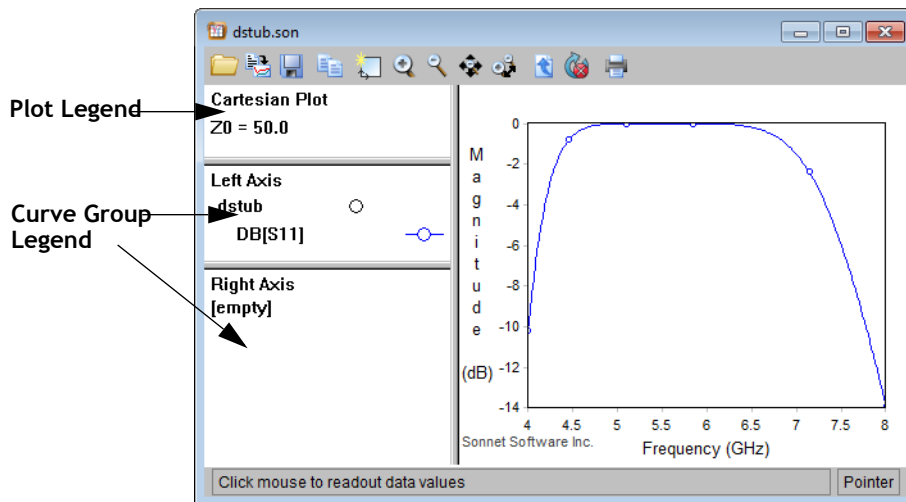 dstub.son
Plot Legend
Cartesian Plot
Z0 = 50.0
Curve Group
Legend
Left Axis
dstub
DB[S11]
Right Axis
[empty]
Magnitude
(dB)
0
-2
-4
-6
-8
-10
-12
-14
4 4.5 5 5.5 6 6.5 7 7.5 8
Sonnet Software Inc.
Frequency (GHz)
Click mouse to readout data values
Pointer